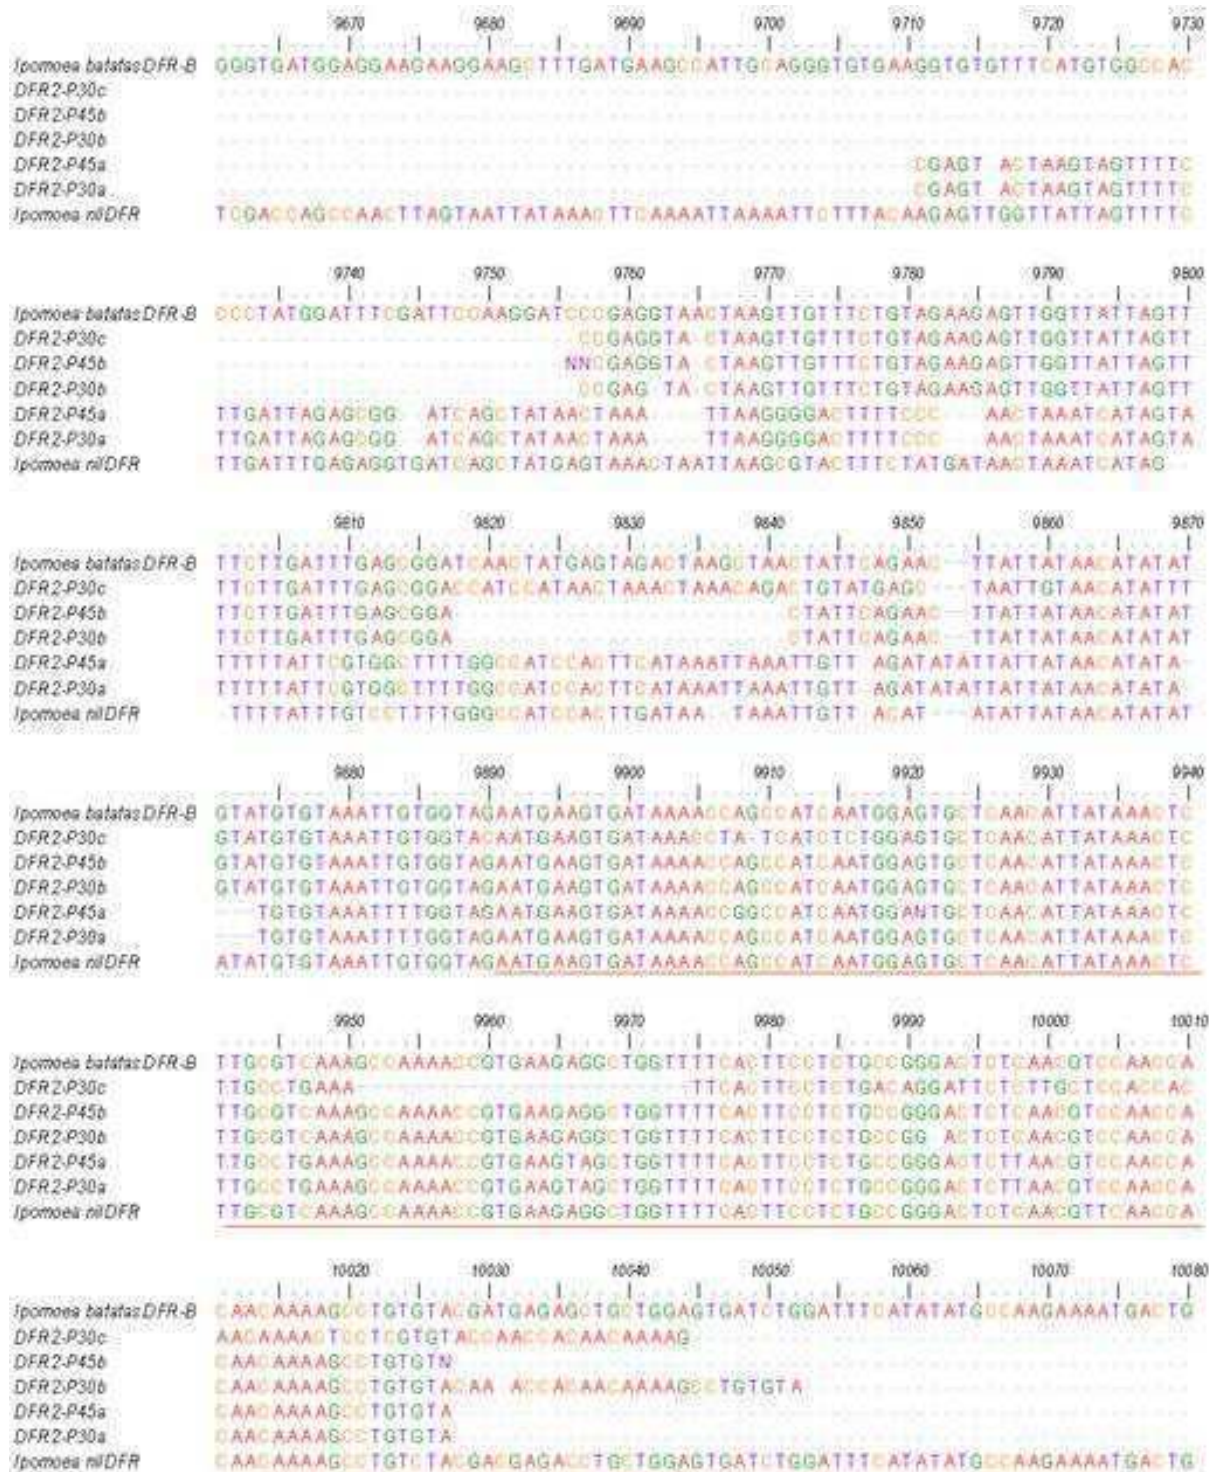 9670 9680 9690 9700 9710 9720 9730
Ipomoea batatas DFR-B GGGTGATGGAGGAAGAAGGAAGCTTTGATGAAGCCATTGCAGGGTGTGAAGGTGTGTTTCATGTGGCCAC
DFR2-P30c
DFR2-P45b
DFR2-P30b
DFR2-P45a CGAGT ACTAAGTAGTTTTC
DFR2-P30a CGAGT ACTAAGTAGTTTTC
Ipomoea nil DFR TCGACCAGCCAACTTAGTAATTATAAACTTCAAAATTAAAATTCTTTACAAGAGTTGGTTATTAGTTTTC
9740 9750 9760 9770 9780 9790 9800
Ipomoea batatas DFR-B CCCTATGGATTTCGATTCCAAGGATCCCGAGGTAACTAAGTTGTTTCTGTAGAAGAGTTGGTTATTAGTT
DFR2-P30c CCGAGGTA-CTAAGTTGTTTCTGTAGAAGAGTTGGTTATTAGTT
DFR2-P45b NNCGAGGTA CTAAGTTGTTTCTGTAGAAGAGTTGGTTATTAGTT
DFR2-P30b CCGAG TA CTAAGTTGTTTCTGTAGAAGAGTTGGTTATTAGTT
DFR2-P45a TTGATTAGAGCGG ATCAGCTATAACTAAA TTAAGGGGACTTTTCCC AACTAAATCATAGTA
DFR2-P30a TTGATTAGAGCGG ATCAGCTATAACTAAA TTAAGGGGACTTTTCCC AACTAAATCATAGTA
Ipomoea nil DFR TTGATTTGAGAGGTGATCAGCTATGAGTAAACTAATTAAGCGTACTTTCTATGATAACTAAATCATAG
9810 9820 9830 9840 9850 9860 9870
Ipomoea batatas DFR-B TTCTTGATTTGAGCGGATCAACTATGAGTAGACTAAGCTAACTATTCAGAAC---TTATTATAACATATAT
DFR2-P30c TTCTTGATTTGAGCGGACCATCCATAACTAAACTAAACAGACTGTATGAGC---TAATTGTAACATATTT
DFR2-P45b TTCTTGATTTGAGCGGA CTATTCAGAAC---TTATTATAACATATAT
DFR2-P30b TTCTTGATTTGAGCGGA CTATTCAGAAC---TTATTATAACATATAT
DFR2-P45a TTTTTATTCGTGGCTTTTGGCCATCCACTTCATAAATTAAATTGTT AGATATATTATTATAACATATA-
DFR2-P30a TTTTTATTCGTGGCTTTTGGCCATCCACTTCATAAATTAAATTGTT AGATATATTATTATAACATATA
Ipomoea nil DFR -TTTTATTTGTCCTTTTGGGCCATCCACTTGATAA TAAATTGTT ACAT---ATATTATAACATATAT
9880 9890 9900 9910 9920 9930 9940
Ipomoea batatas DFR-B GTATGTGTAAATTGTGGTAGAATGAAGTGATAAAACCAGCCATCAATGGAGTGCTCAACATTATAAACTC
DFR2-P30c GTATGTGTAAATTGTGGTACAATGAAGTGATAAACCTA-TCATCTCTGGAGTGCTCAACATTATAAACTC
DFR2-P45b GTATGTGTAAATTGTGGTAGAATGAAGTGATAAAACCAGCCATCAATGGAGTGCTCAACATTATAAACTC
DFR2-P30b GTATGTGTAAATTGTGGTAGAATGAAGTGATAAAACCAGCCATCAATGGAGTGCTCAACATTATAAACTC
DFR2-P45a ---TGTGTAAATTTTGGTAGAATGAAGTGATAAAACCGGCCATCAATGGANTGCTCAACATTATAAACTC
DFR2-P30a ---TGTGTAAATTTTGGTAGAATGAAGTGATAAAACCAGCCATCAATGGAGTGCTCAACATTATAAACTC
Ipomoea nil DFR ATATGTGTAAATTGTGGTAGAATGAAGTGATAAAACCAGCCATCAATGGAGTGCTCAACATTATAAACTC
9950 9960 9970 9980 9990 10000 10010
Ipomoea batatas DFR-B TTGCGTCAAAGCCAAAACCGTGAAGAGGCTGGTTTTCACTTCCTCTGCCGGGACTCTCAACGTCCAACCA
DFR2-P30c TTGCCTGAAA------------------------TTCACTTCCTCTGACAGGATTCTCTTGCTCCACCAC
DFR2-P45b TTGCGTCAAAGCCAAAACCGTGAAGAGGCTGGTTTTCACTTCCTCTGCCGGGACTCTCAACGTCCAACCA
DFR2-P30b TTGCGTCAAAGCCAAAACCGTGAAGAGGCTGGTTTTCACTTCCTCTGCCGG ACTCTCAACGTCCAACCA
DFR2-P45a TTGCCTGAAAGCCAAAACCGTGAAGTAGCTGGTTTTCACTTCCTCTGCCGGGACTCTTAACGTCCAACCA
DFR2-P30a TTGCCTGAAAGCCAAAACCGTGAAGTAGCTGGTTTTCACTTCCTCTGCCGGGACTCTTAACGTCCAACCA
Ipomoea nil DFR TTGCGTCAAAGCCAAAACCGTGAAGAGGCTGGTTTTCACTTCCTCTGCCGGGACTCTCAACGTTCAACCA
10020 10030 10040 10050 10060 10070 10080
Ipomoea batatas DFR-B CAACAAAAGCCTGTGTACGATGAGAGCTGCTGGAGTGATCTGGATTTCATATATGCCAAGAAAATGACTG
DFR2-P30c AACAAAACTCCTCGTGTACCAACCACAACAAAAG
DFR2-P45b CAACAAAAGCCTGTGTN
DFR2-P30b CAACAAAAGCCTGTGTACAA ACCACAACAAAAGCCTGTGTA
DFR2-P45a CAACAAAAGCCTGTGTA
DFR2-P30a CAACAAAAGCCTGTGTA
Ipomoea nil DFR CAACAAAAGCCTGTCTACGACGAGACCTGCTGGAGTGATCTGGATTTCATATATGCCAAGAAAATGACTG